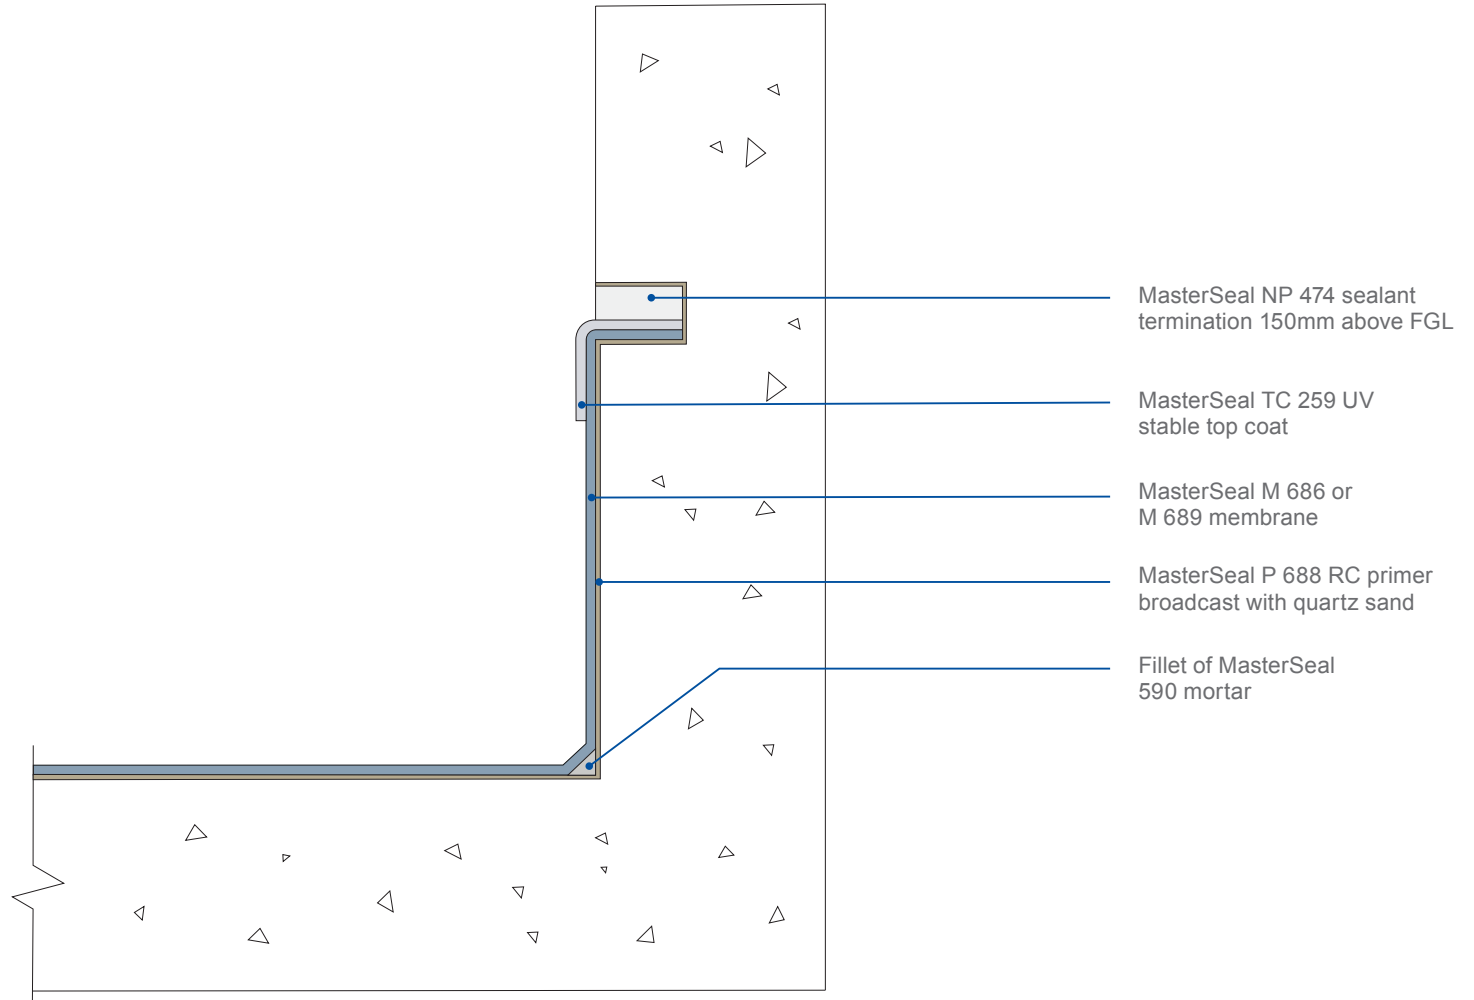 MasterSeal NP 474 sealant
termination 150mm above FGL
MasterSeal TC 259 UV
stable top coat
MasterSeal M 686 or
M 689 membrane
MasterSeal P 688 RC primer
broadcast with quartz sand
Fillet of MasterSeal
590 mortar